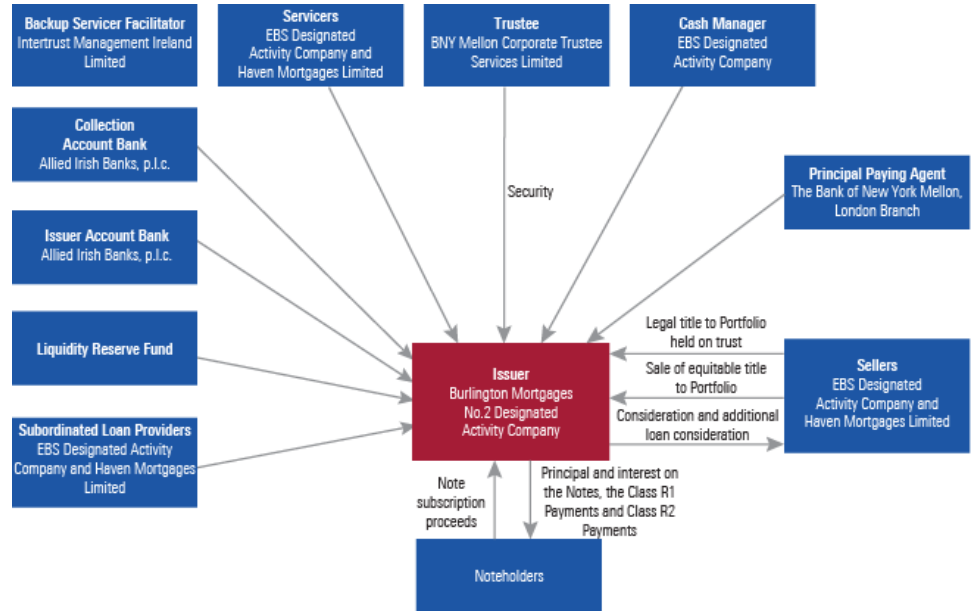 Backup Servicer Facilitator
Intertrust Management Ireland
Limited
Servicers
EBS Designated
Activity Company and
Haven Mortgages Limited
Trustee
BNY Mellon Corporate Trustee
Services Limited
Cash Manager
EBS Designated
Activity Company
Collection
Account Bank
Allied Irish Banks, p.l.c.
Security
Principal Paying Agent
The Bank of New York Mellon,
London Branch
Issuer Account Bank
Allied Irish Banks, p.l.c.
Liquidity Reserve Fund
Legal title to Portfolio
held on trust
Sale of equitable title
to Portfolio
Consideration and additional
loan consideration
Issuer
Burlington Mortgages
No.2 Designated
Activity Company
Sellers
EBS Designated
Activity Company and
Haven Mortgages Limited
Subordinated Loan Providers
EBS Designated Activity
Company and Haven Mortgages
Limited
Note
subscription
proceeds
Principal and interest on
the Notes, the Class R1
Payments and Class R2
Payments
Noteholders